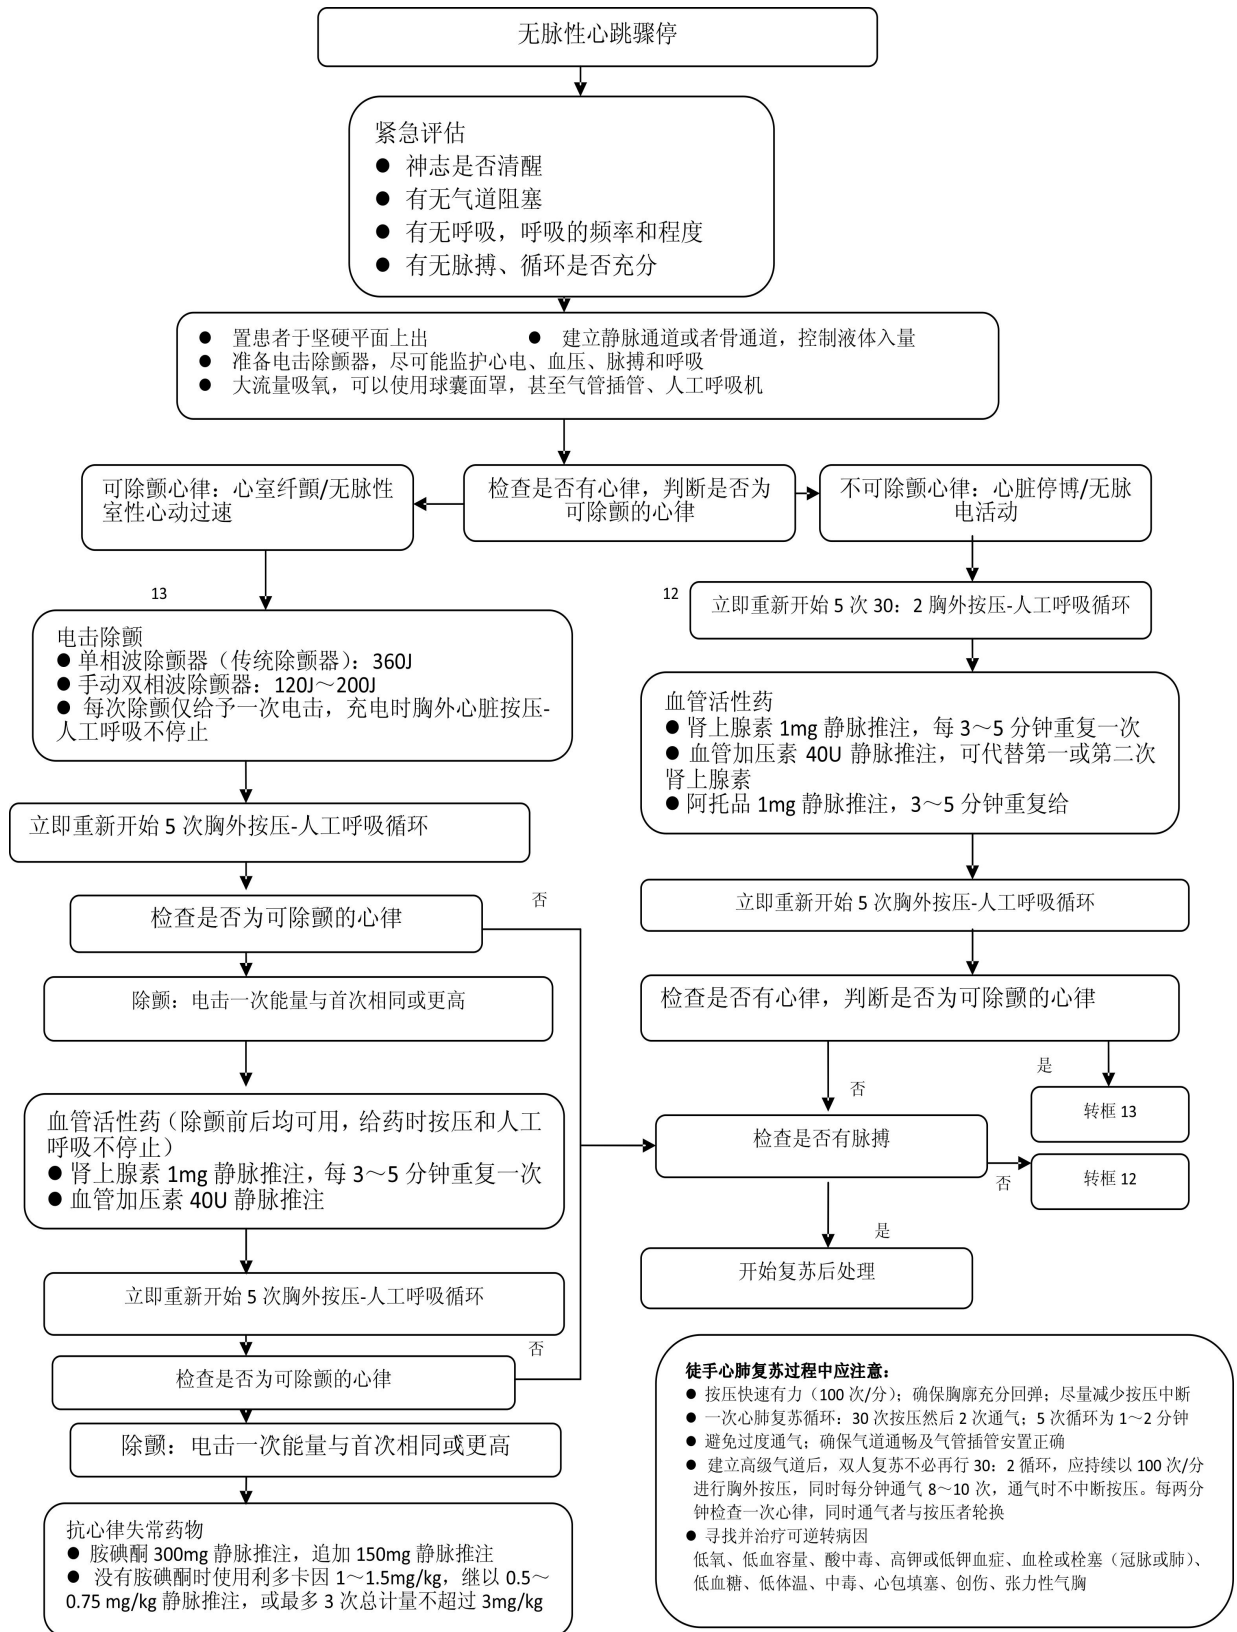 无脉性心跳骤停
紧急评估
● 神志是否清醒
● 有无气道阻塞
● 有无呼吸，呼吸的频率和程度
● 有无脉搏、循环是否充分
● 置患者于坚硬平面上出 ● 建立静脉通道或者骨通道，控制液体入量
● 准备电击除颤器，尽可能监护心电、血压、脉搏和呼吸
● 大流量吸氧，可以使用球囊面罩，甚至气管插管、人工呼吸机
可除颤心律：心室纤颤/无脉性
室性心动过速
检查是否有心律，判断是否为
可除颤的心律
不可除颤心律：心脏停博/无脉
电活动
13
电击除颤
● 单相波除颤器（传统除颤器）：360J
● 手动双相波除颤器：120J～200J
● 每次除颤仅给予一次电击，充电时胸外心脏按压-
人工呼吸不停止
立即重新开始 5 次胸外按压-人工呼吸循环
检查是否为可除颤的心律
否
除颤：电击一次能量与首次相同或更高
血管活性药（除颤前后均可用，给药时按压和人工
呼吸不停止）
● 肾上腺素 1mg 静脉推注，每 3～5 分钟重复一次
● 血管加压素 40U 静脉推注
立即重新开始 5 次胸外按压-人工呼吸循环
否
检查是否为可除颤的心律
除颤：电击一次能量与首次相同或更高
抗心律失常药物
● 胺碘酮 300mg 静脉推注，追加 150mg 静脉推注
● 没有胺碘酮时使用利多卡因 1～1.5mg/kg，继以 0.5～
0.75 mg/kg 静脉推注，或最多 3 次总计量不超过 3mg/kg
12
立即重新开始 5 次 30：2 胸外按压-人工呼吸循环
血管活性药
● 肾上腺素 1mg 静脉推注，每 3～5 分钟重复一次
● 血管加压素 40U 静脉推注，可代替第一或第二次
肾上腺素
● 阿托品 1mg 静脉推注，3～5 分钟重复给
立即重新开始 5 次胸外按压-人工呼吸循环
检查是否有心律，判断是否为可除颤的心律
否
是
转框 13
检查是否有脉搏
否
转框 12
是
开始复苏后处理
徒手心肺复苏过程中应注意：
● 按压快速有力（100 次/分）；确保胸廓充分回弹；尽量减少按压中断
● 一次心肺复苏循环：30 次按压然后 2 次通气；5 次循环为 1～2 分钟
● 避免过度通气；确保气道通畅及气管插管安置正确
● 建立高级气道后，双人复苏不必再行 30：2 循环，应持续以 100 次/分
进行胸外按压，同时每分钟通气 8～10 次，通气时不中断按压。每两分
钟检查一次心律，同时通气者与按压者轮换
● 寻找并治疗可逆转病因
低氧、低血容量、酸中毒、高钾或低钾血症、血栓或栓塞（冠脉或肺）、
低血糖、低体温、中毒、心包填塞、创伤、张力性气胸